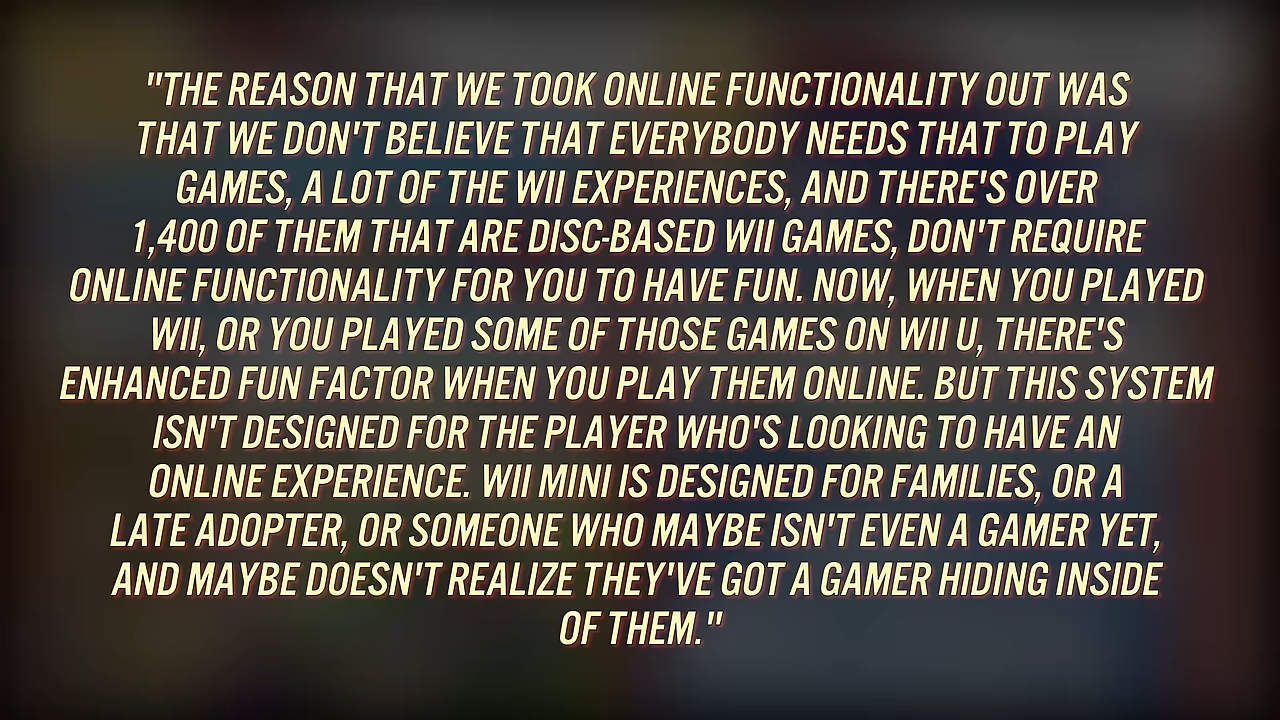 "THE REASON THAT WE TOOK ONLINE FUNCTIONALITY OUT WAS
THAT WE DON'T BELIEVE THAT EVERYBODY NEEDS THAT TO PLAY
GAMES, A LOT OF THE WII EXPERIENCES, AND THERE'S OVER
1,400 OF THEM THAT ARE DISC-BASED WII GAMES, DON'T REQUIRE
ONLINE FUNCTIONALITY FOR YOU TO HAVE FUN. NOW, WHEN YOU PLAYED
WII, OR YOU PLAYED SOME OF THOSE GAMES ON WII U, THERE'S
ENHANCED FUN FACTOR WHEN YOU PLAY THEM ONLINE. BUT THIS SYSTEM
ISN'T DESIGNED FOR THE PLAYER WHO'S LOOKING TO HAVE AN
ONLINE EXPERIENCE. WII MINI IS DESIGNED FOR FAMILIES, OR A
LATE ADOPTER, OR SOMEONE WHO MAYBE ISN'T EVEN A GAMER YET,
AND MAYBE DOESN'T REALIZE THEY'VE GOT A GAMER HIDING INSIDE
OF THEM."